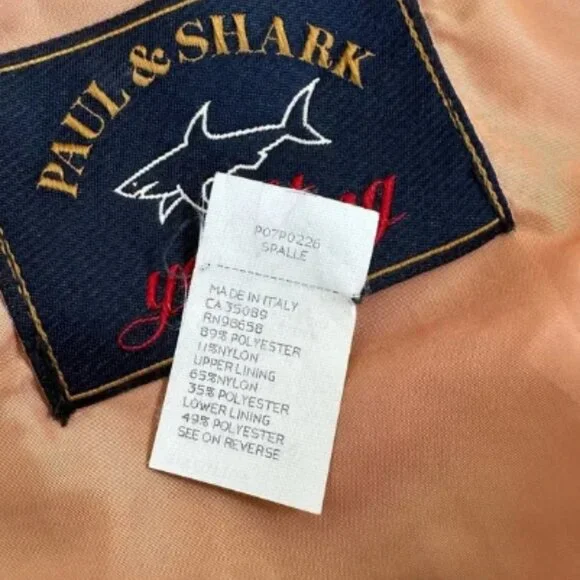 PAUL & SHARK
P07P0226
SPALLE
MADE IN ITALY
CA 35089
RN98658
89% POLYESTER
11%NYLON
UPPER LINING
65%NYLON
35% POLYESTER
LOWER LINING
49% POLYESTER
SEE ON REVERSE